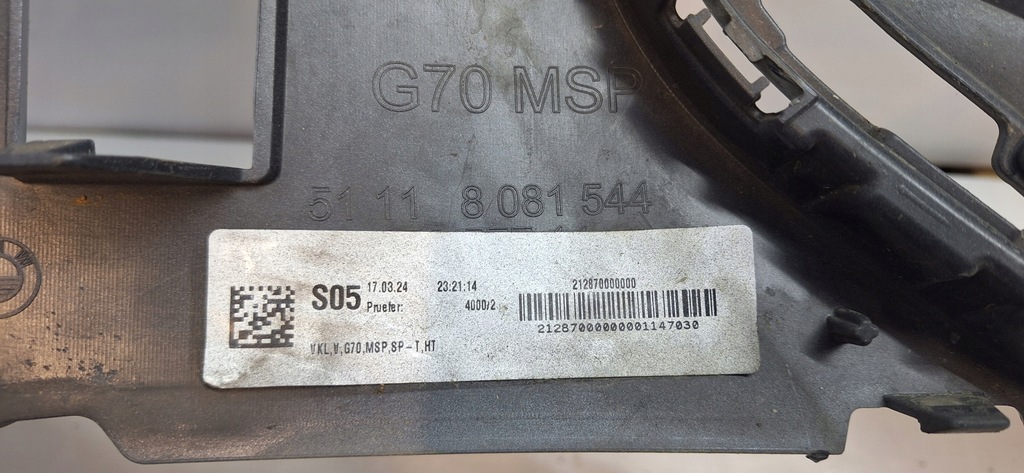 G70 MSP
51 11 8 081 544
S05 17.03.24 23:21:14 212870000000
Pruefer: 4000/2
21287000000001147030
VKL,V,G70,MSP,SP-T,HT